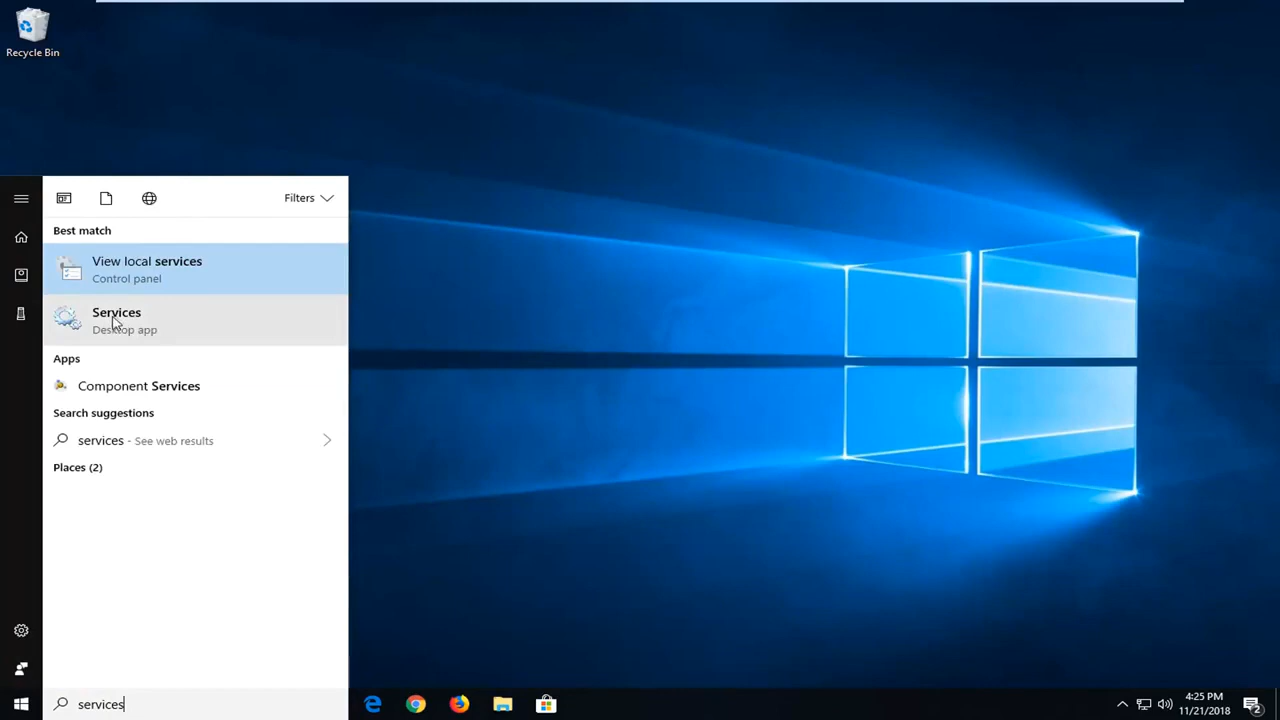 Recycle Bin
Filters
Best match
View local services
Control panel
Services
Desktop app
Apps
Component Services
Search suggestions
services - See web results
Places (2)
services
4:25 PM
11/21/2018
2